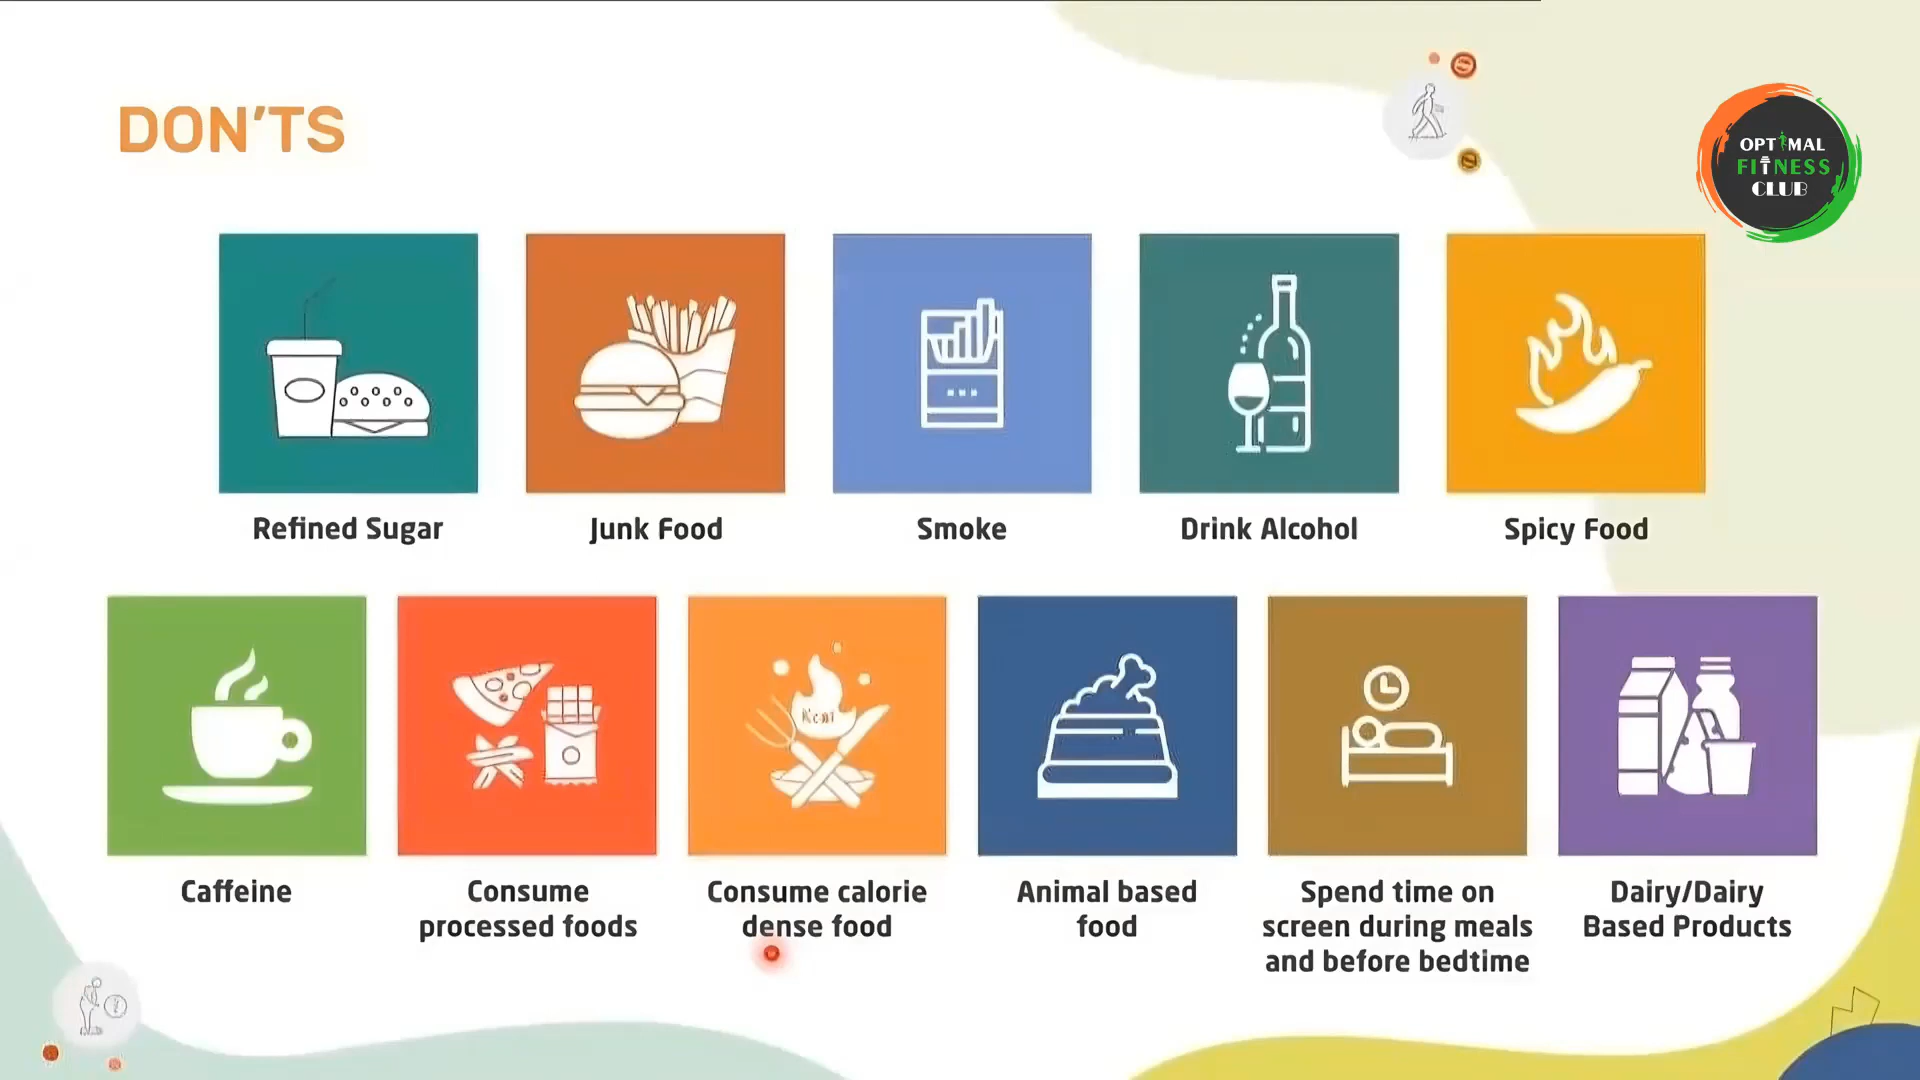 DON'TS
OPTIMAL
FITNESS
CLUB
Refined Sugar
Junk Food
Smoke
Drink Alcohol
Spicy Food
Kcal
Caffeine
Consume
processed foods
Consume calorie
dense food
Animal based
food
Spend time on
screen during meals
and before bedtime
Dairy/Dairy
Based Products